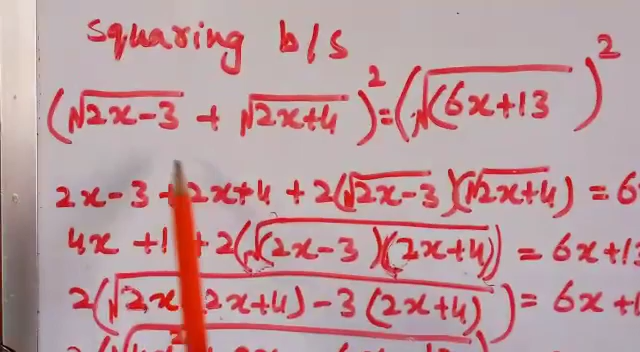 squaring b/s
(√2x-3 + √2x+4)² = (√(6x+13)²
2x-3 + 2x+4 + 2(√2x-3)(√2x+4) = 6
4x +1 + 2(√(2x-3)(2x+4)) = 6x+13
2(√2x(2x+4) - 3(2x+4)) = 6x+